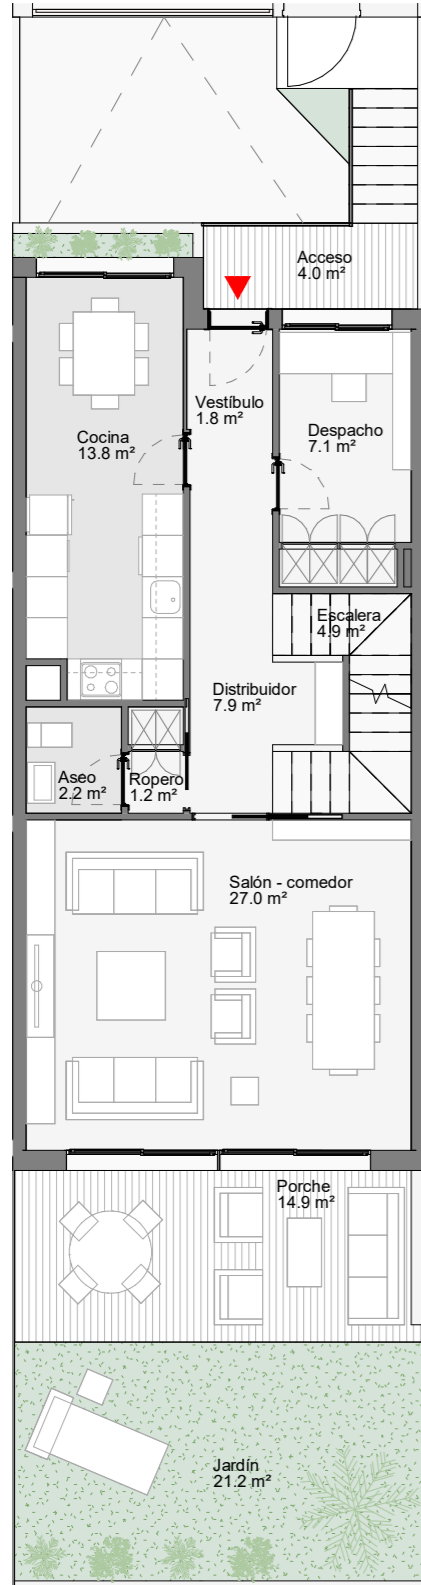 Acceso
4.0 m²
Vestíbulo
1.8 m²
Despacho
7.1 m²
Cocina
13.8 m²
Escalera
4.9 m²
Distribuidor
7.9 m²
Aseo
2.2 m²
Ropero
1.2 m²
Salón - comedor
27.0 m²
Porche
14.9 m²
Jardín
21.2 m²